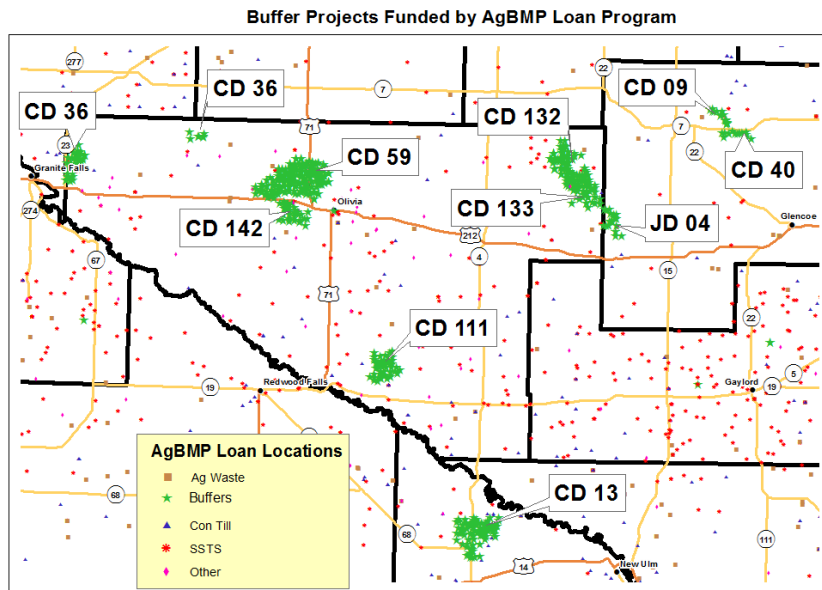 Buffer Projects Funded by AgBMP Loan Program
277
22
7
CD 36
CD 36
CD 132
CD 09
71
7
23
22
CD 59
CD 40
Granite Falls
CD 133
274
Olivia
CD 142
JD 04
Glencoe
212
67
4
15
71
22
CD 111
5
19
Redwood Falls
Gaylord
19
AgBMP Loan Locations
Ag Waste
Buffers
Con Till
SSTS
Other
68
CD 13
68
111
14
New Ulm